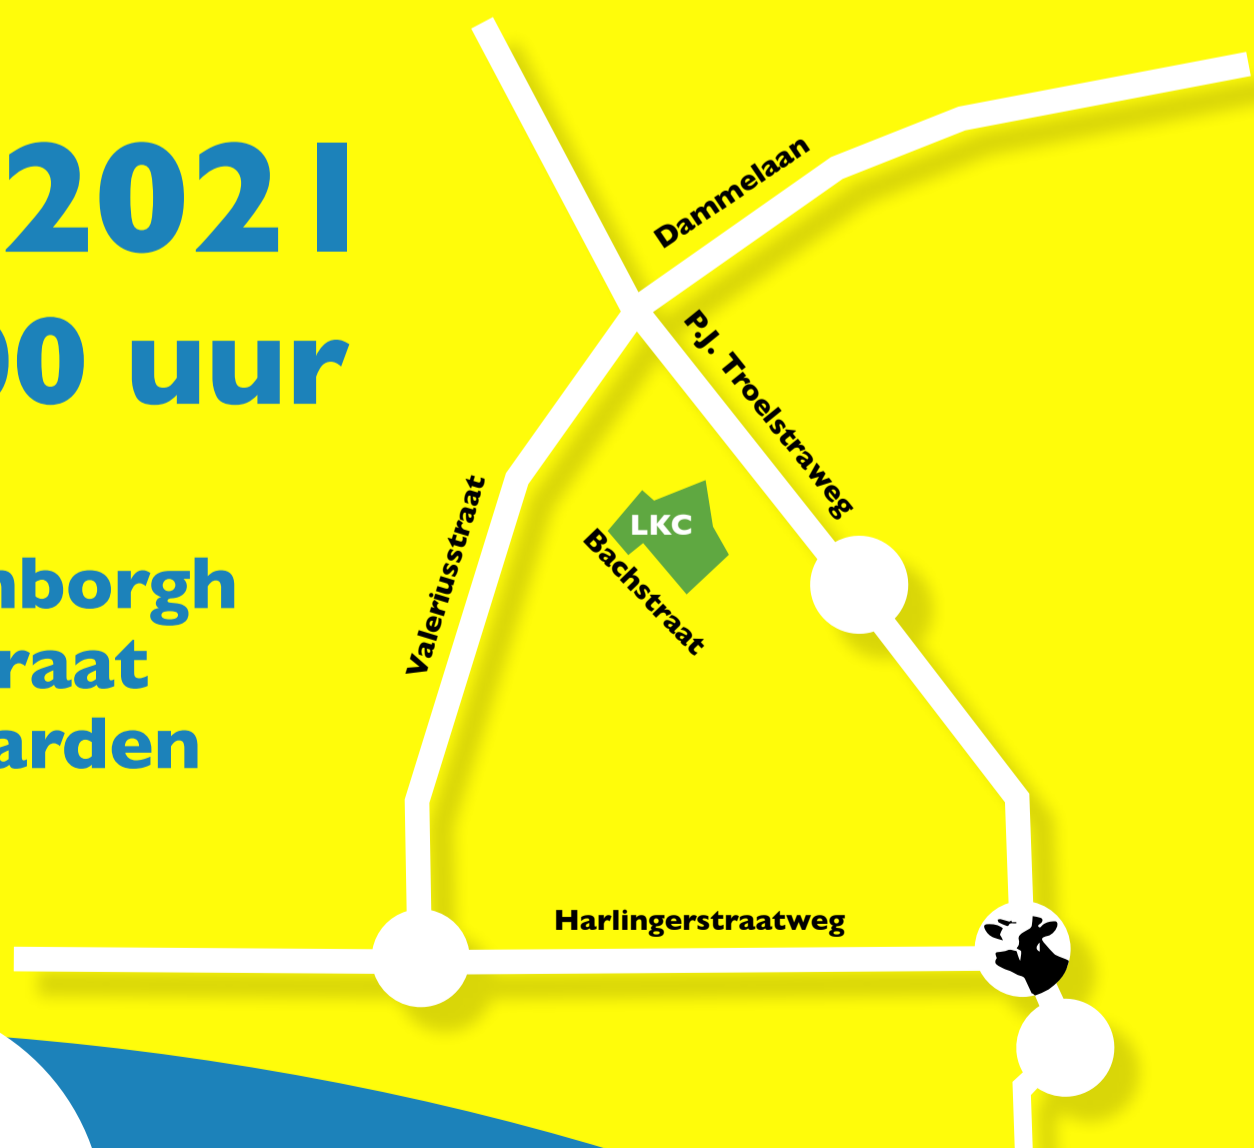 2021
00 uur
nborgh
raat
arden
Dammelaan
P.J. Troelstraweg
Valeriusstraat
LKC
Bachstraat
Harlingerstraatweg